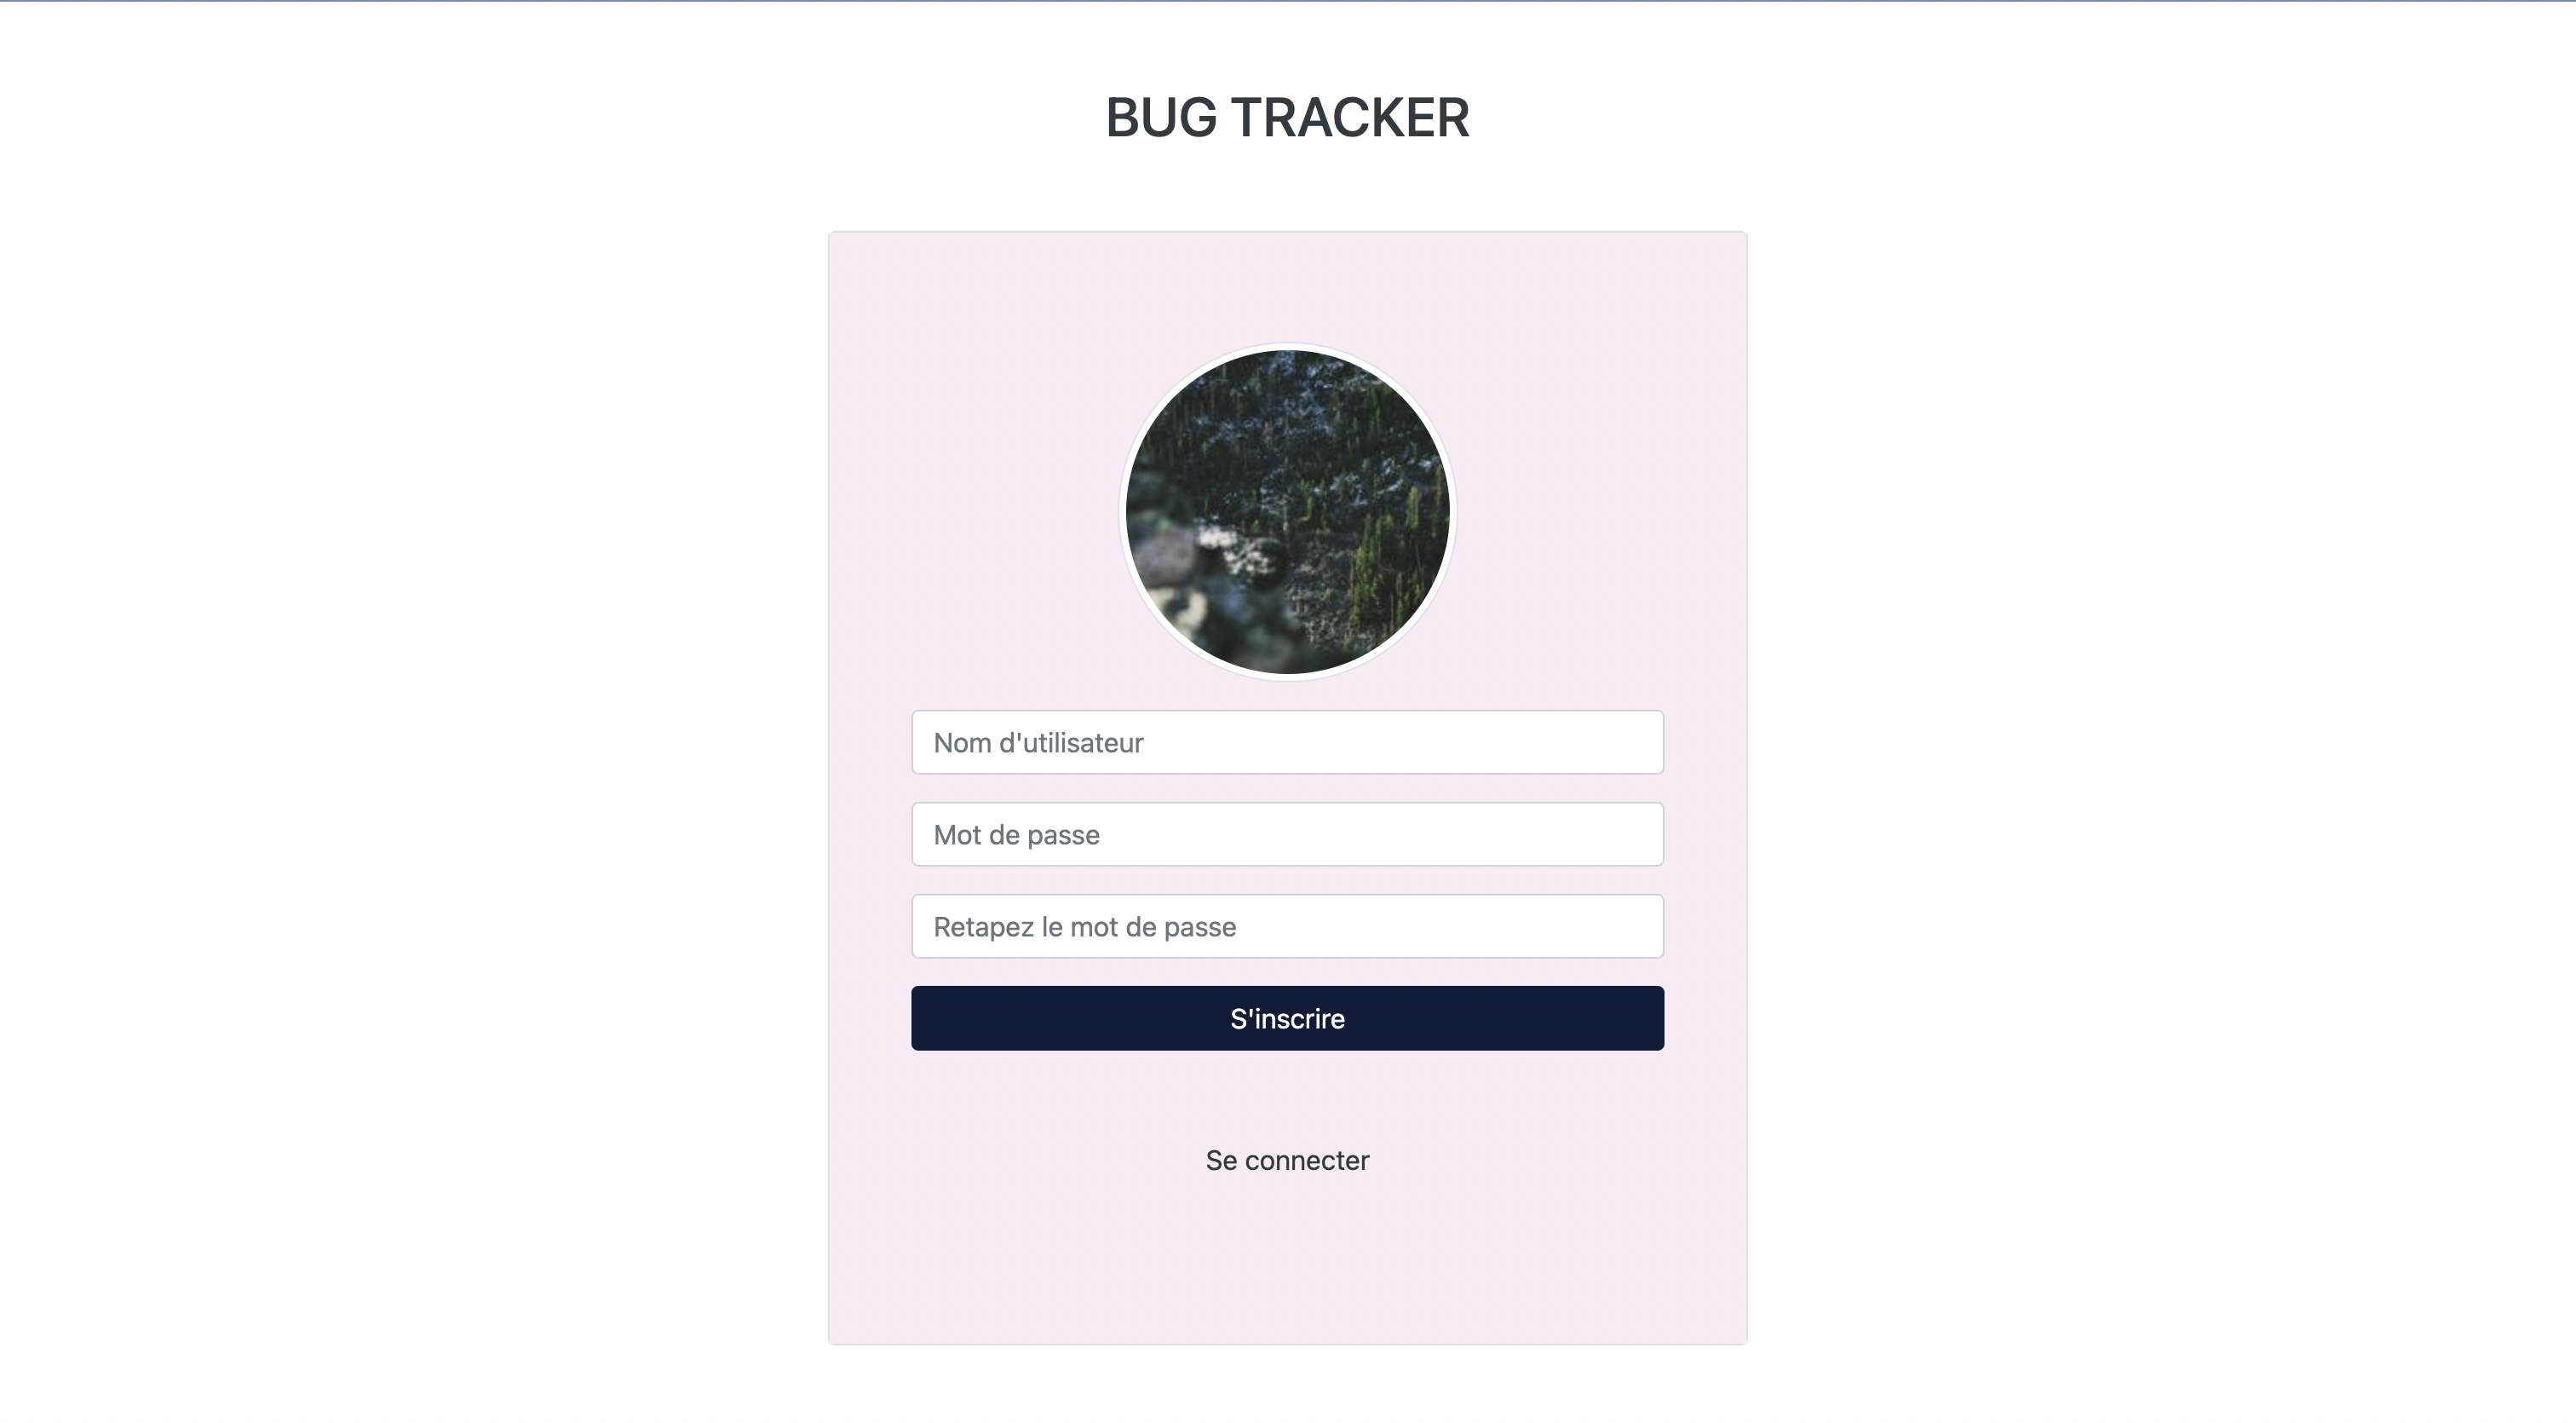 BUG TRACKER
Nom d'utilisateur
Mot de passe
Retapez le mot de passe
S'inscrire
Se connecter